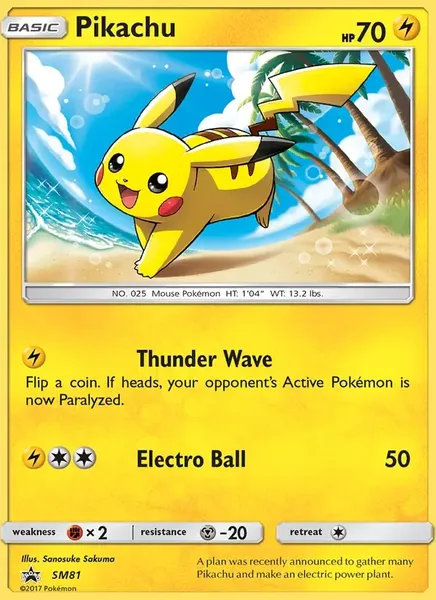 BASIC Pikachu HP 70
NO. 025 Mouse Pokémon HT: 1'04" WT: 13.2 lbs.
Thunder Wave
Flip a coin. If heads, your opponent's Active Pokémon is
now Paralyzed.
Electro Ball 50
weakness ×2 resistance -20 retreat
Illus. Sanosuke Sakuma
SM81
©2017 Pokémon
A plan was recently announced to gather many
Pikachu and make an electric power plant.